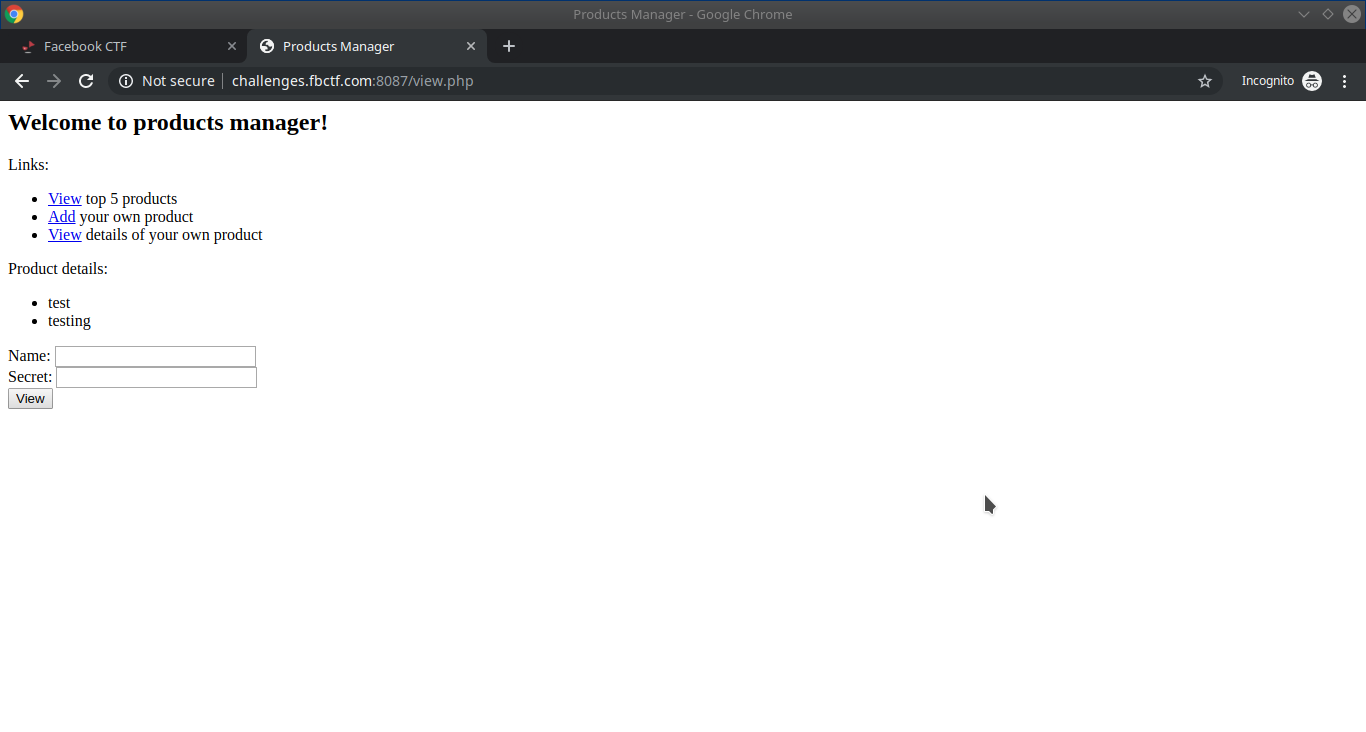 Products Manager - Google Chrome
Facebook CTF
Products Manager
Not secure challenges.fbctf.com:8087/view.php
Incognito
Welcome to products manager!
Links:
View top 5 products
Add your own product
View details of your own product
Product details:
test
testing
Name:
Secret:
View